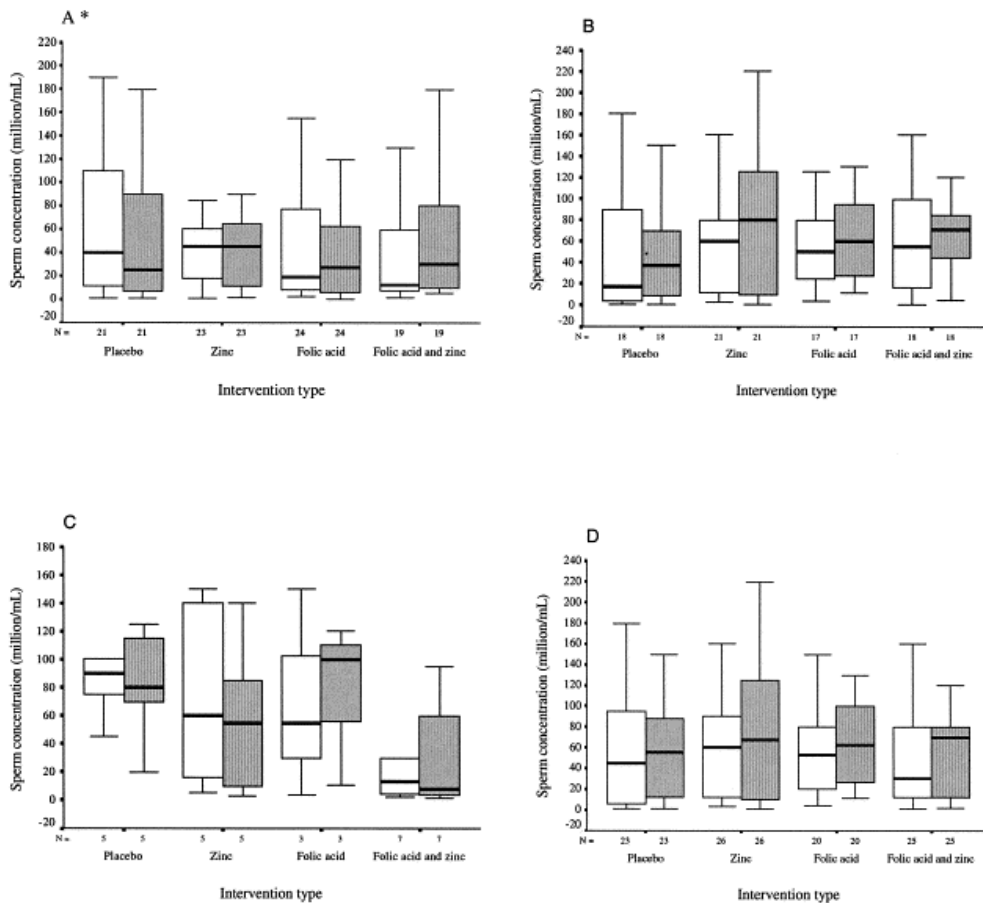 A *
Sperm concentration (million/mL)
220
200
180
160
140
120
100
80
60
40
20
0
-20
N = 21 21 23 23 24 24 19 19
Placebo Zinc Folic acid Folic acid and zinc
Intervention type
B
Sperm concentration (million/mL)
240
220
200
180
160
140
120
100
80
60
40
20
0
-20
N = 18 18 21 21 17 17 18 18
Placebo Zinc Folic acid Folic acid and zinc
Intervention type
C
Sperm concentration (million/mL)
180
160
140
120
100
80
60
40
20
0
-20
N = 5 5 5 5 3 3 7 7
Placebo Zinc Folic acid Folic acid and zinc
Intervention type
D
Sperm concentration (million/mL)
240
220
200
180
160
140
120
100
80
60
40
20
0
-20
N = 23 23 26 26 20 20 25 25
Placebo Zinc Folic acid Folic acid and zinc
Intervention type